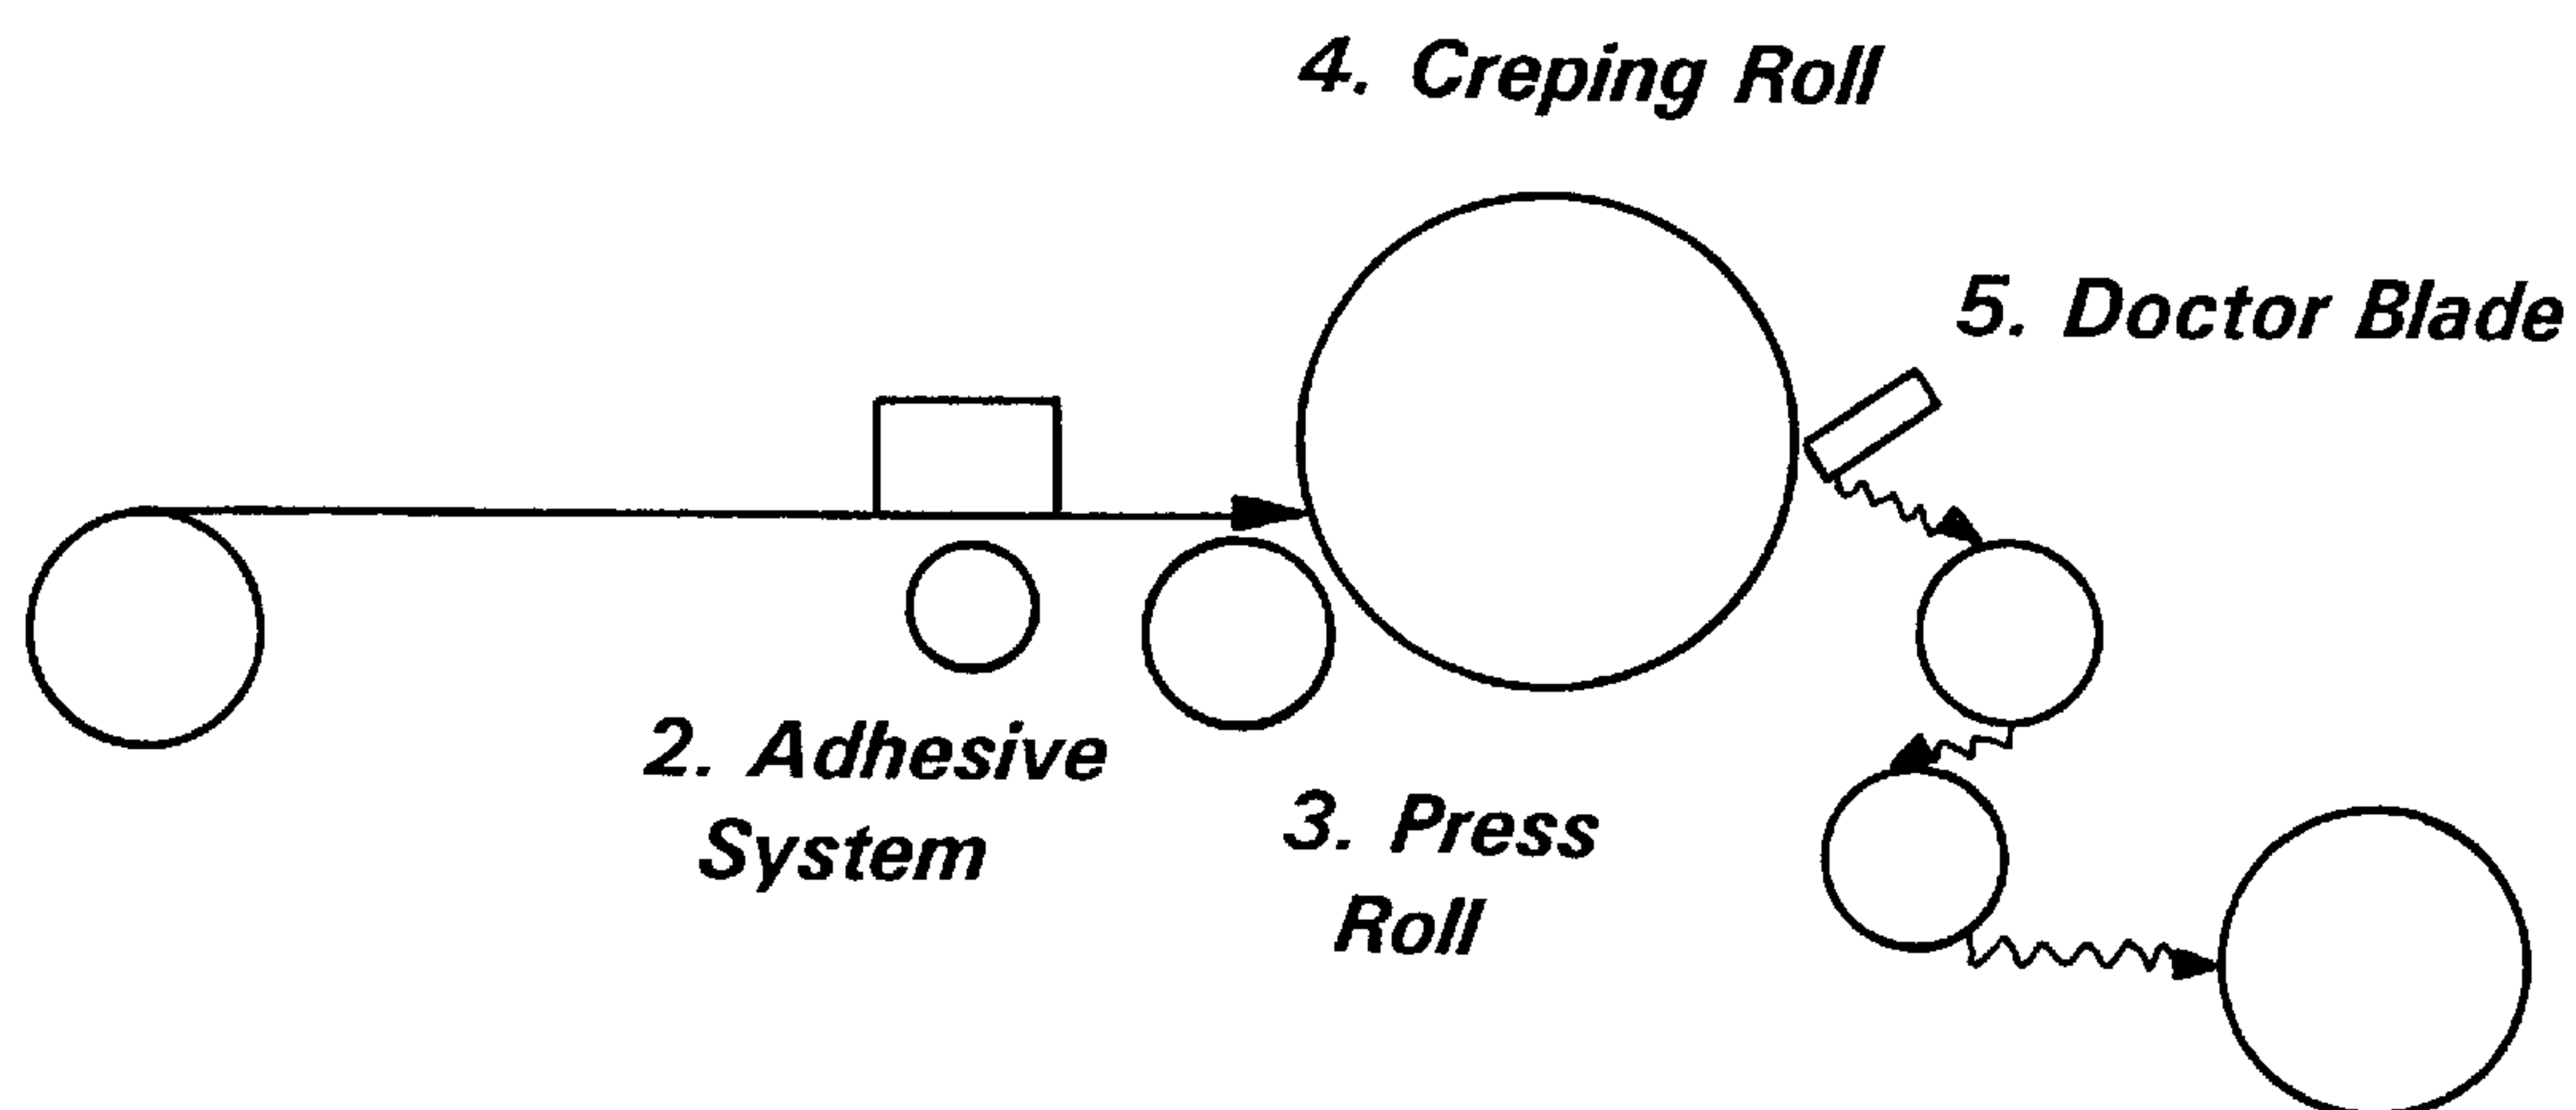 4. Creping Roll
5. Doctor Blade
2. Adhesive
System
3. Press
Roll